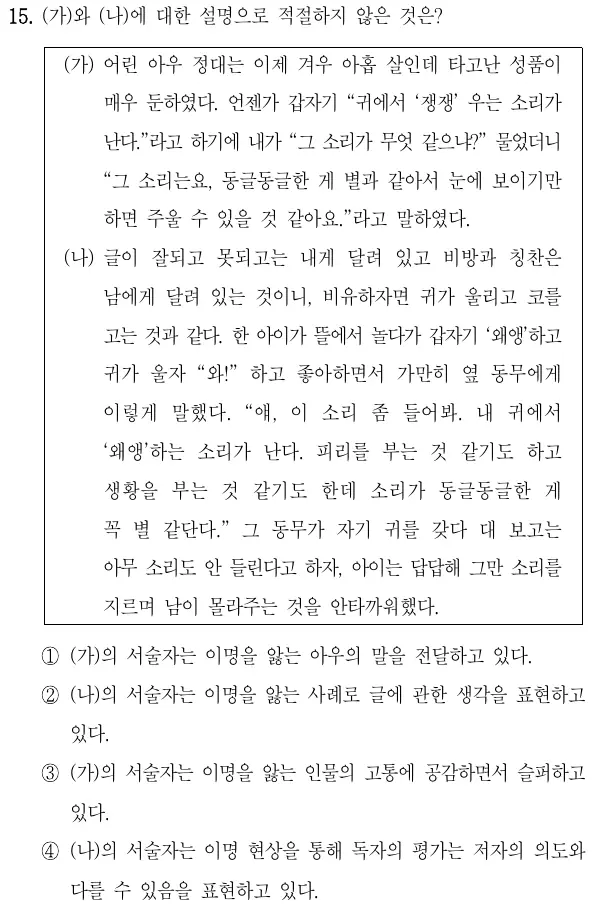 15. (가)와 (나)에 대한 설명으로 적절하지 않은 것은?
(가) 어린 아우 정대는 이제 겨우 아홉 살인데 타고난 성품이
매우 둔하였다. 언젠가 갑자기 “귀에서 ‘쟁쟁’ 우는 소리가
난다.”라고 하기에 내가 “그 소리가 무엇 같으냐?” 물었더니
“그 소리는요, 동글동글한 게 별과 같아서 눈에 보이기만
하면 주울 수 있을 것 같아요.”라고 말하였다.
(나) 글이 잘되고 못되고는 내게 달려 있고 비방과 칭찬은
남에게 달려 있는 것이니, 비유하자면 귀가 울리고 코를
고는 것과 같다. 한 아이가 뜰에서 놀다가 갑자기 ‘왜앵’하고
귀가 울자 “와!” 하고 좋아하면서 가만히 옆 동무에게
이렇게 말했다. “얘, 이 소리 좀 들어봐. 내 귀에서
‘왜앵’하는 소리가 난다. 피리를 부는 것 같기도 하고
생황을 부는 것 같기도 한데 소리가 동글동글한 게
꼭 별 같단다.” 그 동무가 자기 귀를 갖다 대 보고는
아무 소리도 안 들린다고 하자, 아이는 답답해 그만 소리를
지르며 남이 몰라주는 것을 안타까워했다.
① (가)의 서술자는 이명을 앓는 아우의 말을 전달하고 있다.
② (나)의 서술자는 이명을 앓는 사례로 글에 관한 생각을 표현하고
있다.
③ (가)의 서술자는 이명을 앓는 인물의 고통에 공감하면서 슬퍼하고
있다.
④ (나)의 서술자는 이명 현상을 통해 독자의 평가는 저자의 의도와
다를 수 있음을 표현하고 있다.